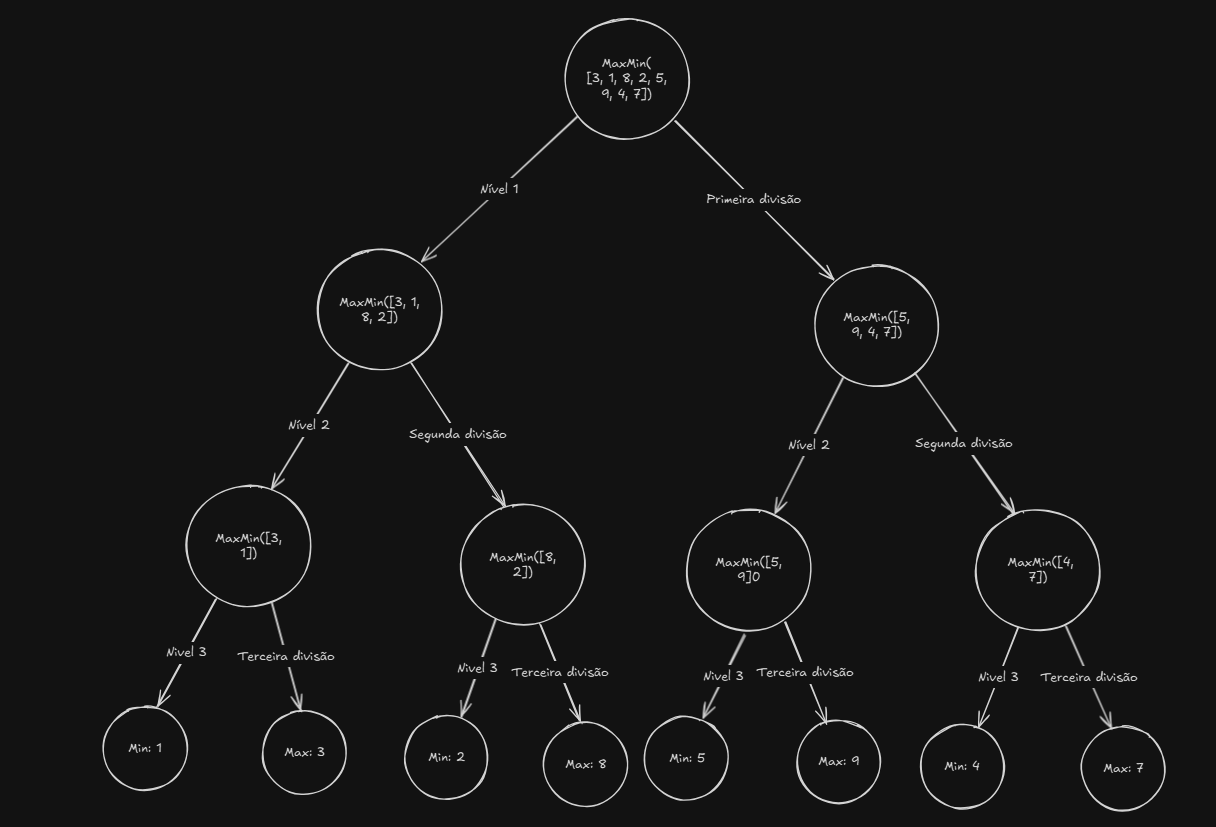 MaxMin(
[3, 1, 8, 2, 5,
9, 4, 7])
Nível 1
Primeira divisão
MaxMin([3, 1,
8, 2])
MaxMin([5,
9, 4, 7])
Nível 2
Segunda divisão
Nível 2
Segunda divisão
MaxMin([3,
1])
MaxMin([8,
2])
MaxMin([5,
9]0
MaxMin([4,
7])
Nivel 3
Terceira divisão
Nivel 3
Terceira divisão
Nivel 3
Terceira divisão
Nivel 3
Terceira divisão
Min: 1
Max: 3
Min: 2
Max: 8
Min: 5
Max: 9
Min: 4
Max: 7